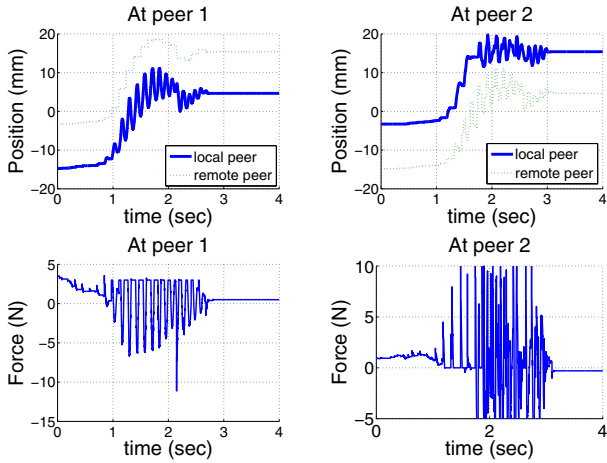 At peer 1
Position (mm)
20
10
0
−10
−20
0 1 2 3 4
local peer
remote peer
time (sec)
At peer 2
Position (mm)
20
10
0
−10
−20
0 1 2 3 4
local peer
remote peer
time (sec)
At peer 1
Force (N)
5
0
−5
−10
−15
0 1 2 3 4
time (sec)
At peer 2
Force (N)
10
5
0
−5
0 1 2 3 4
time (sec)